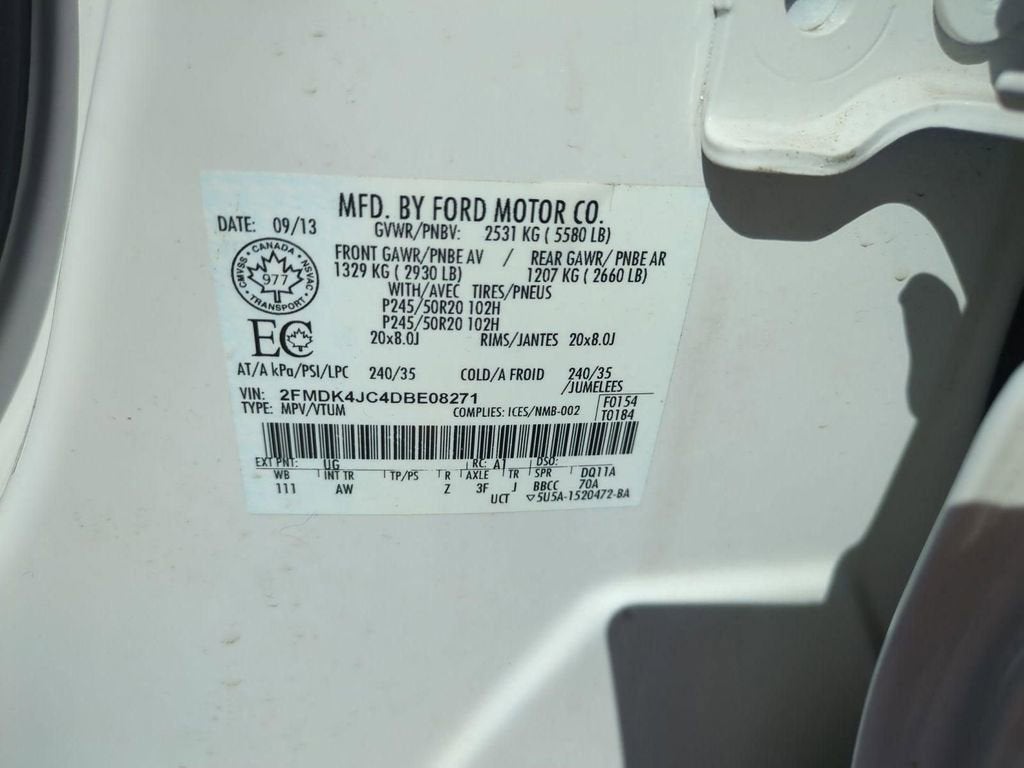 MFD. BY FORD MOTOR CO.
DATE: 09/13
GVWR/PNBV: 2531 KG ( 5580 LB)
FRONT GAWR/PNBE AV / REAR GAWR/ PNBE AR
1329 KG ( 2930 LB) 1207 KG ( 2660 LB)
WITH/AVEC TIRES/PNEUS
P245/50R20 102H
P245/50R20 102H
20x8.0J RIMS/JANTES 20x8.0J
CMVSS • CANADA • NSVAC
977
• TRANSPORT •
EC
AT/A kPa/PSI/LPC 240/35 COLD/A FROID 240/35
/JUMELEES
VIN: 2FMDK4JC4DBE08271
TYPE: MPV/VTUM COMPLIES: ICES/NMB-002
F0154
T0184
EXT PNT: UG RC: A1 DSO:
WB INT TR TP/PS R AXLE TR SPR DQ11A
111 AW Z 3F J BBCC 70A
UCT ▽5U5A-1520472-BA